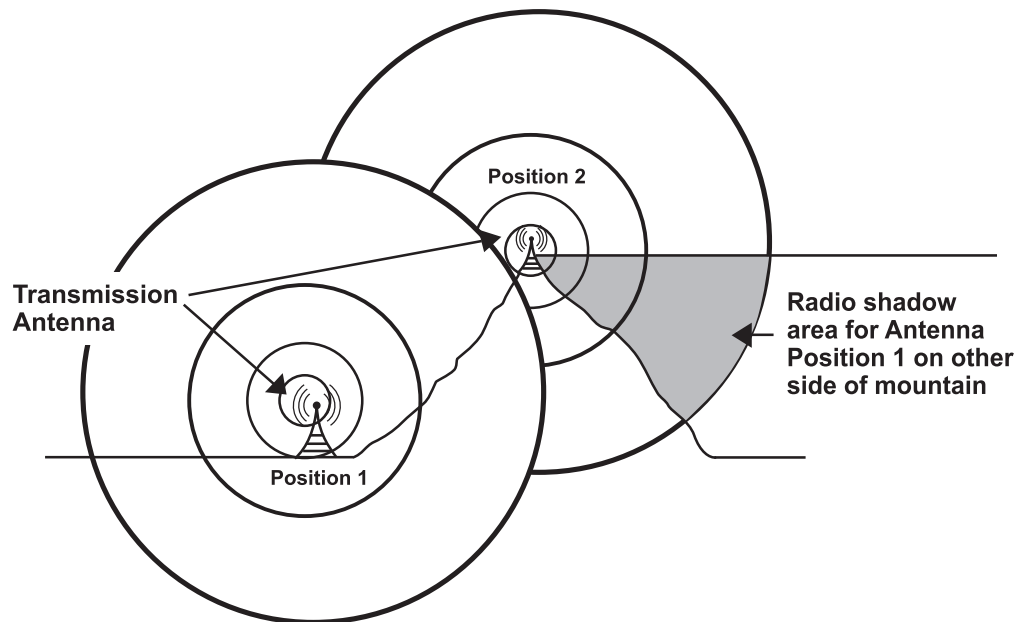 Position 2
Transmission
Antenna
Radio shadow
area for Antenna
Position 1 on other
side of mountain
Position 1